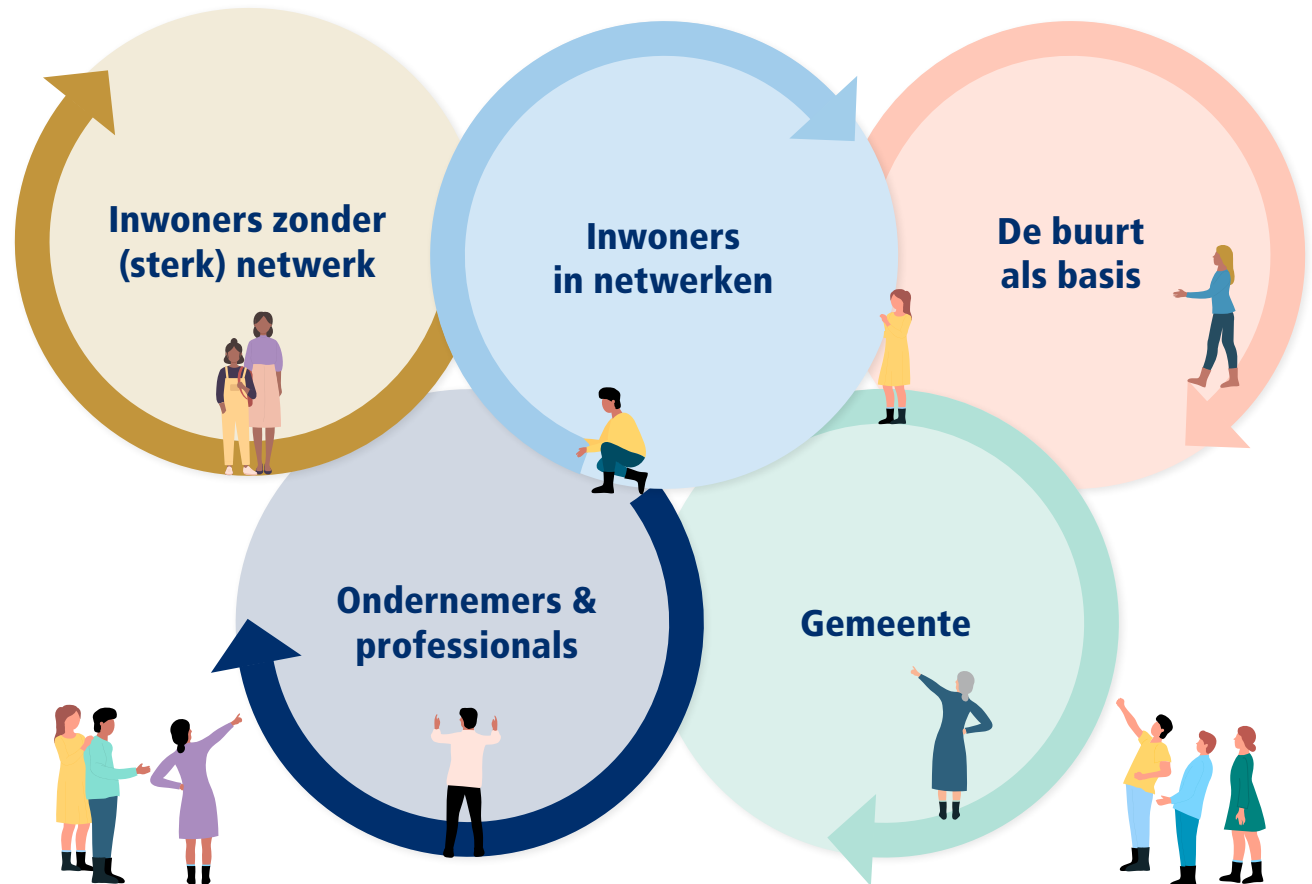 Inwoners zonder
(sterk) netwerk
Inwoners
in netwerken
De buurt
als basis
Ondernemers &
professionals
Gemeente